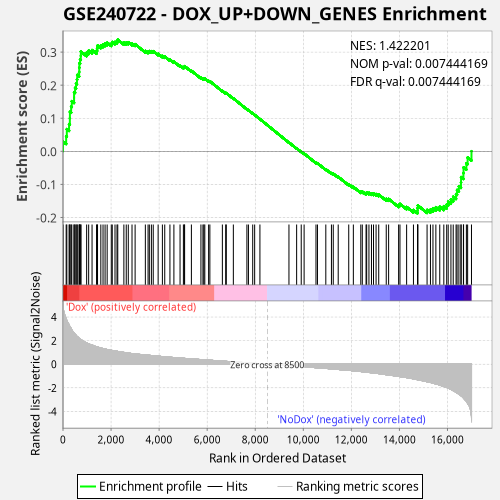 GSE240722 - DOX_UP+DOWN_GENES Enrichment
NES: 1.422201
NOM p-val: 0.007444169
FDR q-val: 0.007444169
Enrichment score (ES)
0.3
0.2
0.1
0.0
-0.1
-0.2
'Dox' (positively correlated)
Ranked list metric (Signal2Noise)
4
2
0
-2
-4
Zero cross at 8500
'NoDox' (negatively correlated)
0
2,000
4,000
6,000
8,000
10,000
12,000
14,000
16,000
Rank in Ordered Dataset
Enrichment profile
Hits
Ranking metric scores